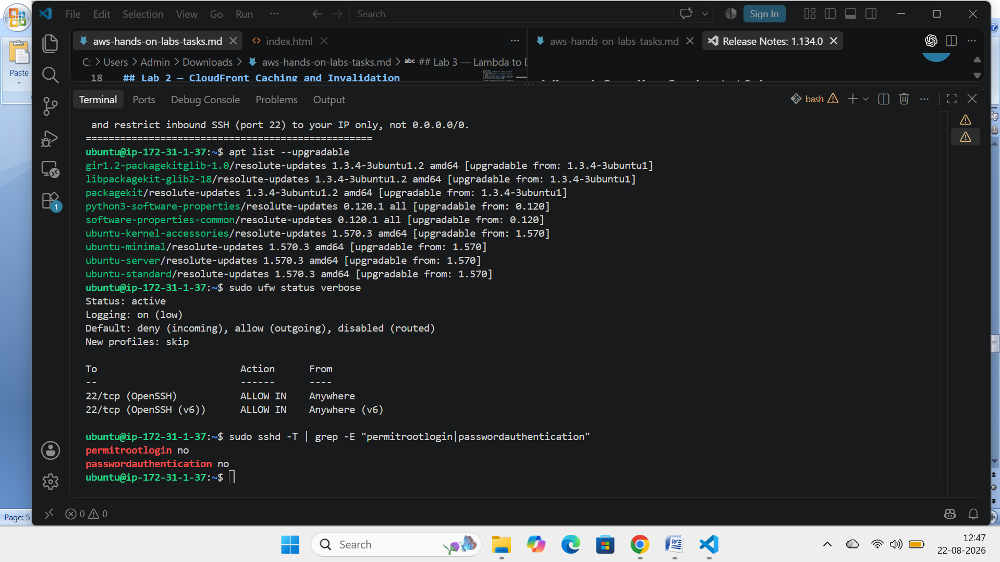 File Edit Selection View Go Run ··· Search Sign In
aws-hands-on-labs-tasks.md index.html ··· aws-hands-on-labs-tasks.md Release Notes: 1.134.0 ···
C: > Users > Admin > Downloads > aws-hands-on-labs-tasks.md > abc ## Lab 3 — Lambda to
18 ## Lab 2 — CloudFront Caching and Invalidation
Paste
Terminal Ports Debug Console Problems Output bash ···
and restrict inbound SSH (port 22) to your IP only, not 0.0.0.0/0.
==================================================
ubuntu@ip-172-31-1-37:~$ apt list --upgradable
gir1.2-packagekitglib-1.0/resolute-updates 1.3.4-3ubuntu1.2 amd64 [upgradable from: 1.3.4-3ubuntu1]
libpackagekit-glib2-18/resolute-updates 1.3.4-3ubuntu1.2 amd64 [upgradable from: 1.3.4-3ubuntu1]
packagekit/resolute-updates 1.3.4-3ubuntu1.2 amd64 [upgradable from: 1.3.4-3ubuntu1]
python3-software-properties/resolute-updates 0.120.1 all [upgradable from: 0.120]
software-properties-common/resolute-updates 0.120.1 all [upgradable from: 0.120]
ubuntu-kernel-accessories/resolute-updates 1.570.3 amd64 [upgradable from: 1.570]
ubuntu-minimal/resolute-updates 1.570.3 amd64 [upgradable from: 1.570]
ubuntu-server/resolute-updates 1.570.3 amd64 [upgradable from: 1.570]
ubuntu-standard/resolute-updates 1.570.3 amd64 [upgradable from: 1.570]
ubuntu@ip-172-31-1-37:~$ sudo ufw status verbose
Status: active
Logging: on (low)
Default: deny (incoming), allow (outgoing), disabled (routed)
New profiles: skip
To Action From
-- ------ ----
22/tcp (OpenSSH) ALLOW IN Anywhere
22/tcp (OpenSSH (v6)) ALLOW IN Anywhere (v6)
ubuntu@ip-172-31-1-37:~$ sudo sshd -T | grep -E "permitrootlogin|passwordauthentication"
permitrootlogin no
passwordauthentication no
ubuntu@ip-172-31-1-37:~$
1
0 0
Page: 5
Search
12:47
22-08-2026